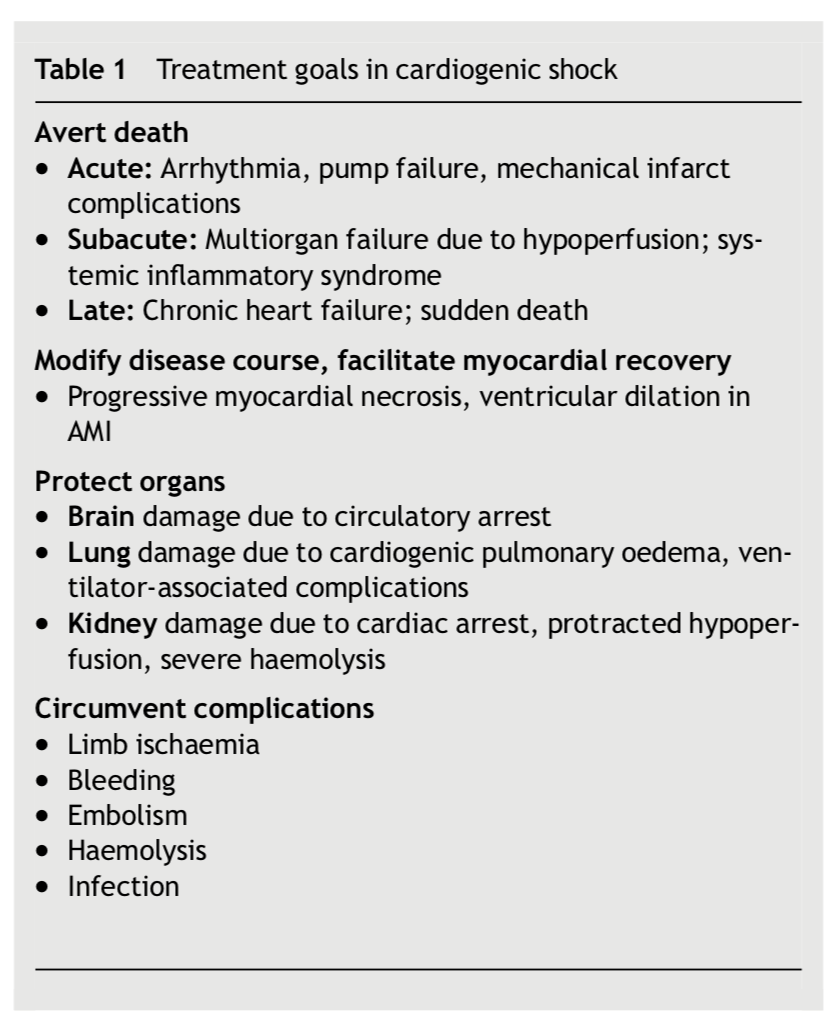 Table 1 Treatment goals in cardiogenic shock
Avert death
• Acute: Arrhythmia, pump failure, mechanical infarct
complications
• Subacute: Multiorgan failure due to hypoperfusion; sys-
temic inflammatory syndrome
• Late: Chronic heart failure; sudden death
Modify disease course, facilitate myocardial recovery
• Progressive myocardial necrosis, ventricular dilation in
AMI
Protect organs
• Brain damage due to circulatory arrest
• Lung damage due to cardiogenic pulmonary oedema, ven-
tilator-associated complications
• Kidney damage due to cardiac arrest, protracted hypoper-
fusion, severe haemolysis
Circumvent complications
• Limb ischaemia
• Bleeding
• Embolism
• Haemolysis
• Infection